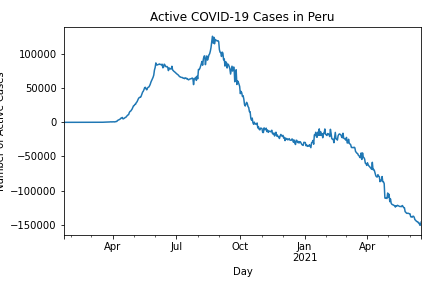 Active COVID-19 Cases in Peru
Number of Active Cases
100000
50000
0
−50000
−100000
−150000
Apr
Jul
Oct
Jan
2021
Apr
Day